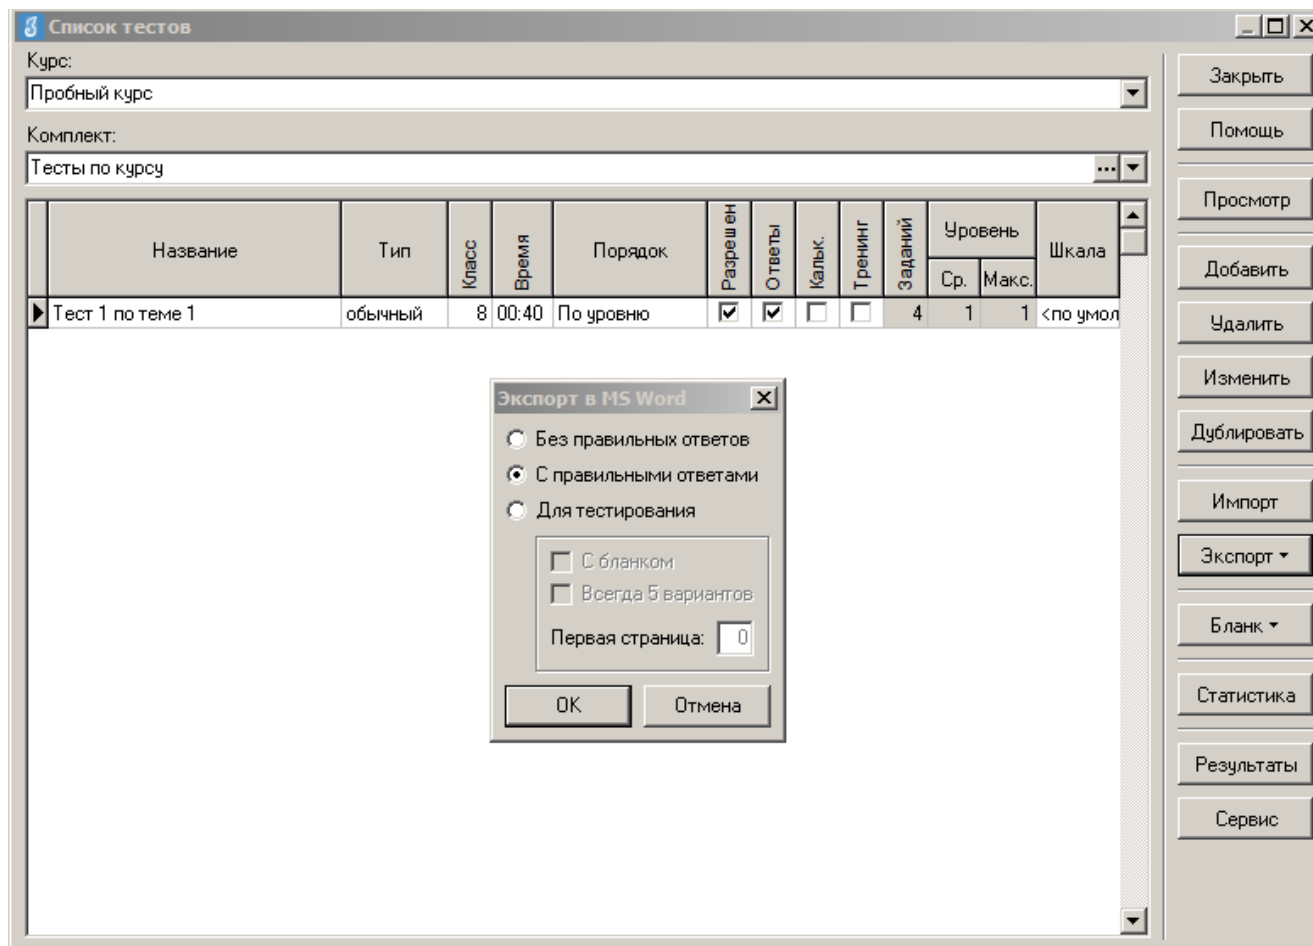 Список тестов
Курс:
Пробный курс
Комплект:
Тесты по курсу
Название Тип Класс Время Порядок Разрешен Ответы Кальк. Тренинг Заданий Уровень Ср. Макс. Шкала
Тест 1 по теме 1 обычный 8 00:40 По уровню 4 1 1 <по умол
Экспорт в MS Word
Без правильных ответов
С правильными ответами
Для тестирования
С бланком
Всегда 5 вариантов
Первая страница: 0
OK Отмена
Закрыть
Помощь
Просмотр
Добавить
Удалить
Изменить
Дублировать
Импорт
Экспорт
Бланк
Статистика
Результаты
Сервис